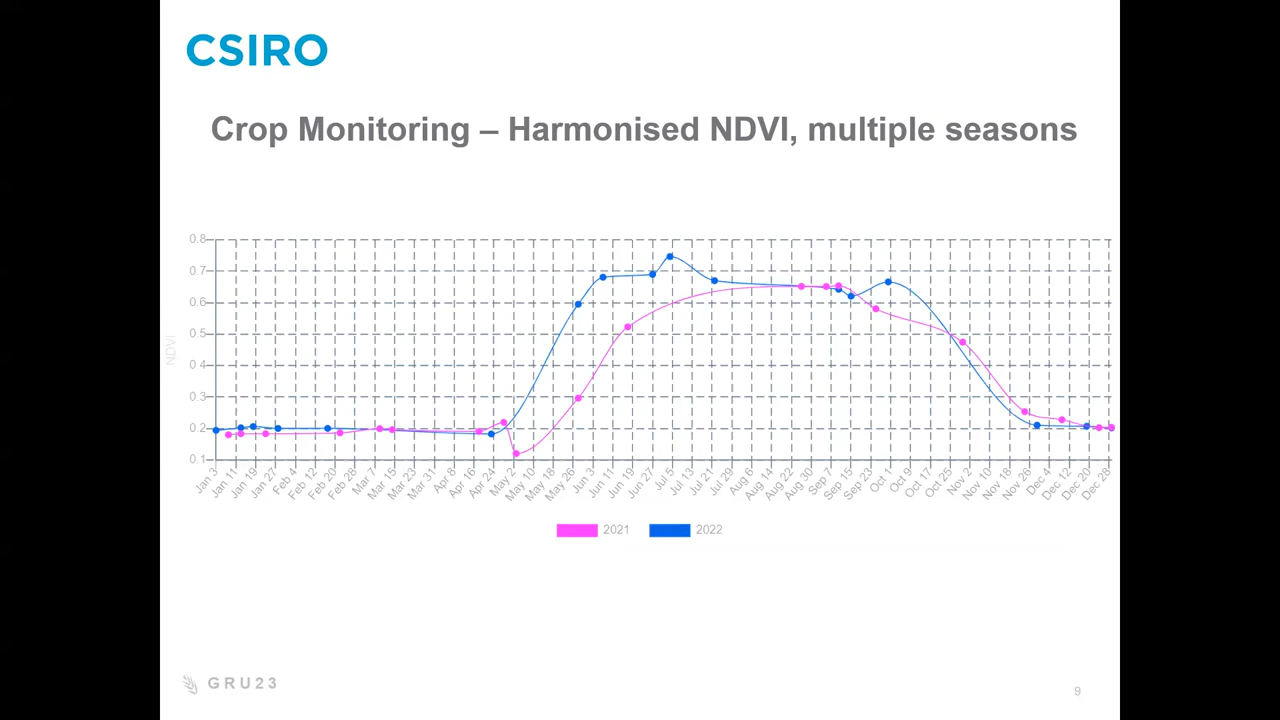 CSIRO
Crop Monitoring – Harmonised NDVI, multiple seasons
0.8
0.7
0.6
0.5
0.4
0.3
0.2
0.1
NDVI
Jan 3 Jan 11 Jan 19 Jan 27 Feb 4 Feb 12 Feb 20 Feb 28 Mar 7 Mar 15 Mar 23 Mar 31 Apr 8 Apr 16 Apr 24 May 2 May 10 May 18 May 26 Jun 3 Jun 11 Jun 19 Jun 27 Jul 5 Jul 13 Jul 21 Jul 29 Aug 6 Aug 14 Aug 22 Aug 30 Sep 7 Sep 15 Sep 23 Oct 1 Oct 9 Oct 17 Oct 25 Nov 2 Nov 10 Nov 18 Nov 26 Dec 4 Dec 12 Dec 20 Dec 28
2021 2022
GRU23
9